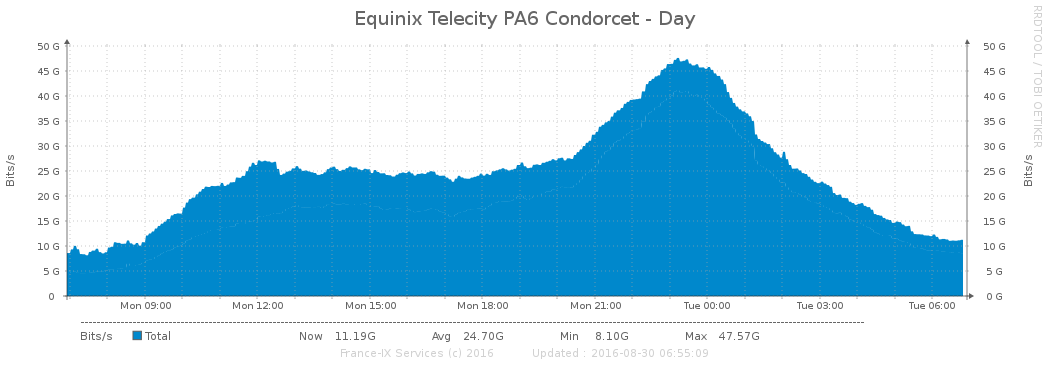 Equinix Telecity PA6 Condorcet - Day
RRDTOOL / TOBI OETIKER
Bits/s
50 G 50 G
45 G 45 G
40 G 40 G
35 G 35 G
30 G 30 G
25 G 25 G
20 G 20 G
15 G 15 G
10 G 10 G
5 G 5 G
0 0 G
Bits/s
Mon 09:00 Mon 12:00 Mon 15:00 Mon 18:00 Mon 21:00 Tue 00:00 Tue 03:00 Tue 06:00
Bits/s Total Now 11.19G Avg 24.70G Min 8.10G Max 47.57G
France-IX Services (c) 2016 Updated : 2016-08-30 06:55:09